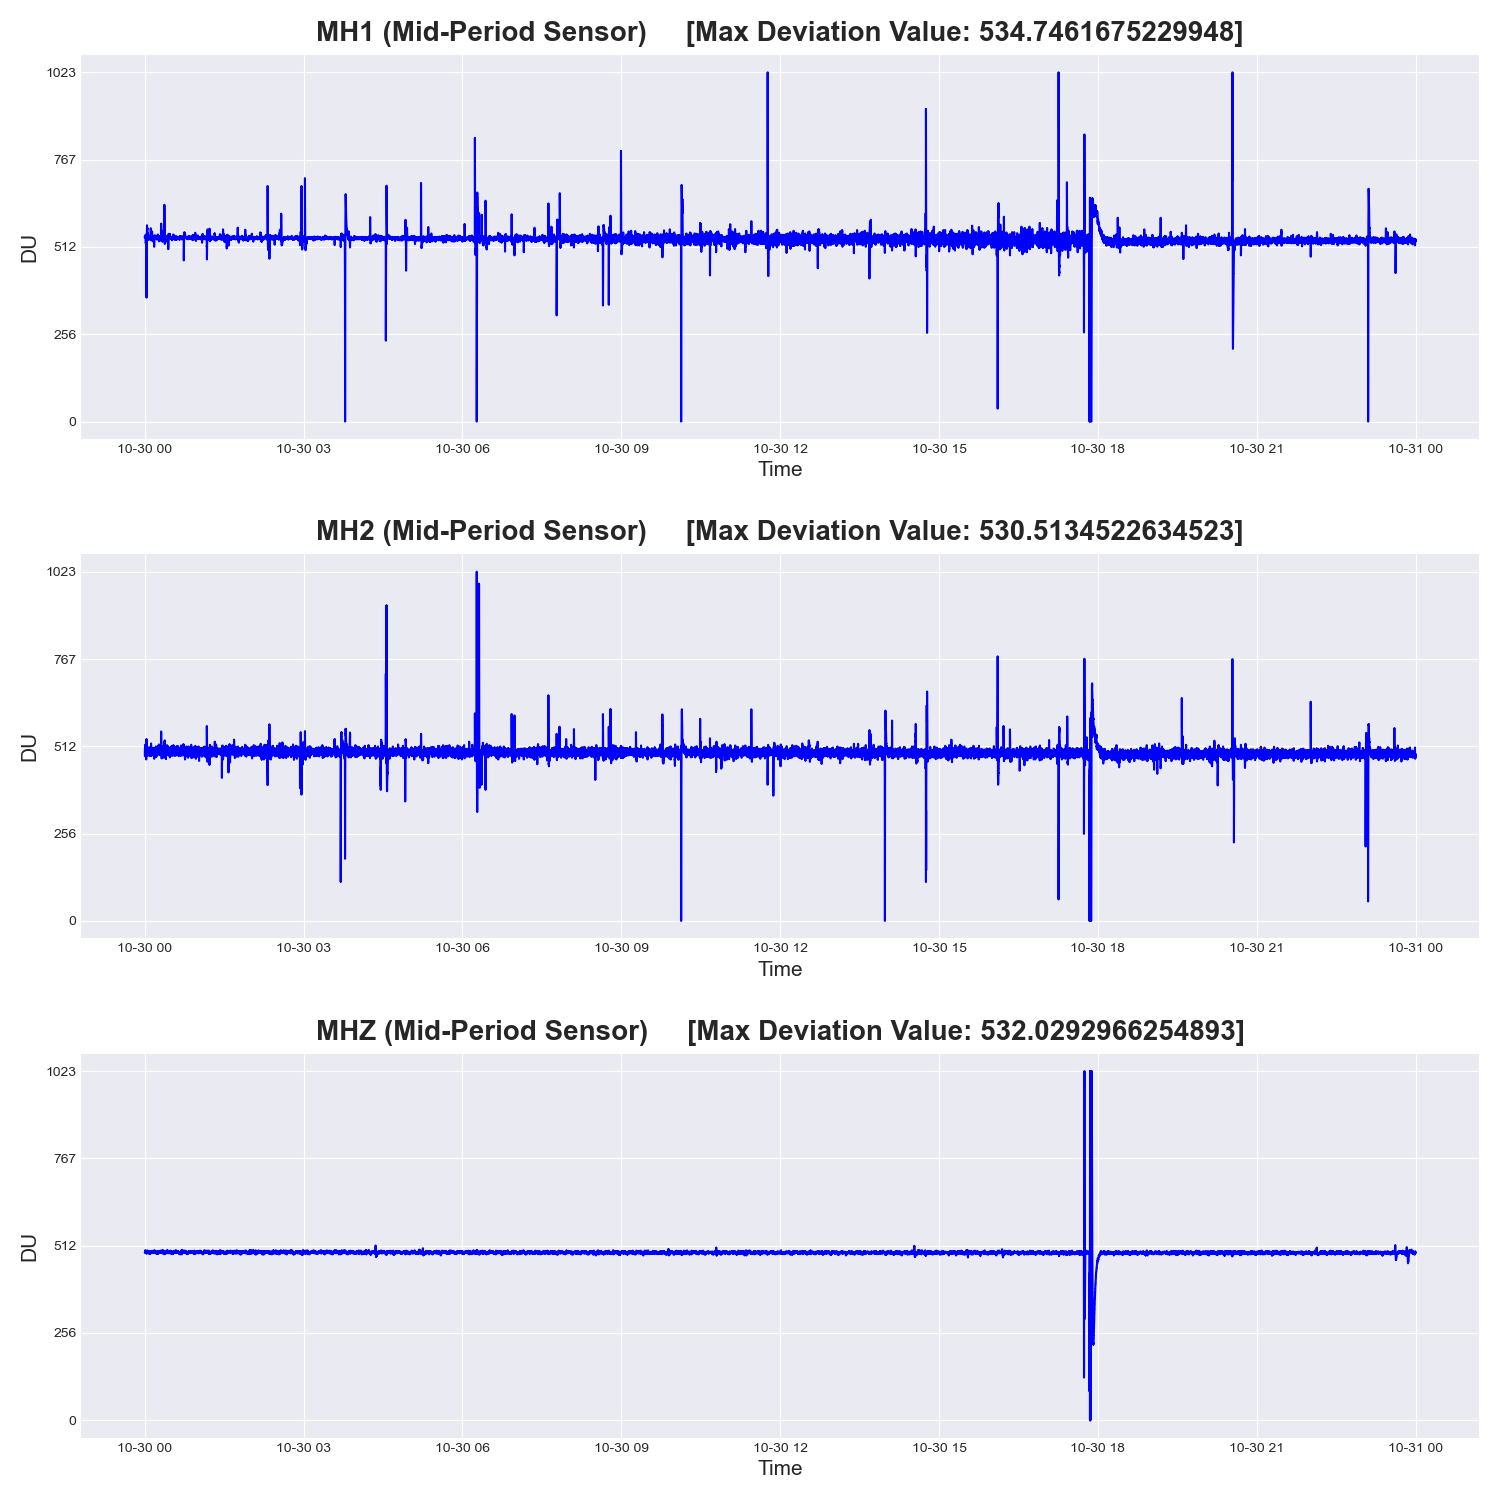 MH1 (Mid-Period Sensor) [Max Deviation Value: 534.7461675229948]
1023
767
512
256
0
DU
10-30 00 10-30 03 10-30 06 10-30 09 10-30 12 10-30 15 10-30 18 10-30 21 10-31 00
Time
MH2 (Mid-Period Sensor) [Max Deviation Value: 530.5134522634523]
1023
767
512
256
0
DU
10-30 00 10-30 03 10-30 06 10-30 09 10-30 12 10-30 15 10-30 18 10-30 21 10-31 00
Time
MHZ (Mid-Period Sensor) [Max Deviation Value: 532.0292966254893]
1023
767
512
256
0
DU
10-30 00 10-30 03 10-30 06 10-30 09 10-30 12 10-30 15 10-30 18 10-30 21 10-31 00
Time